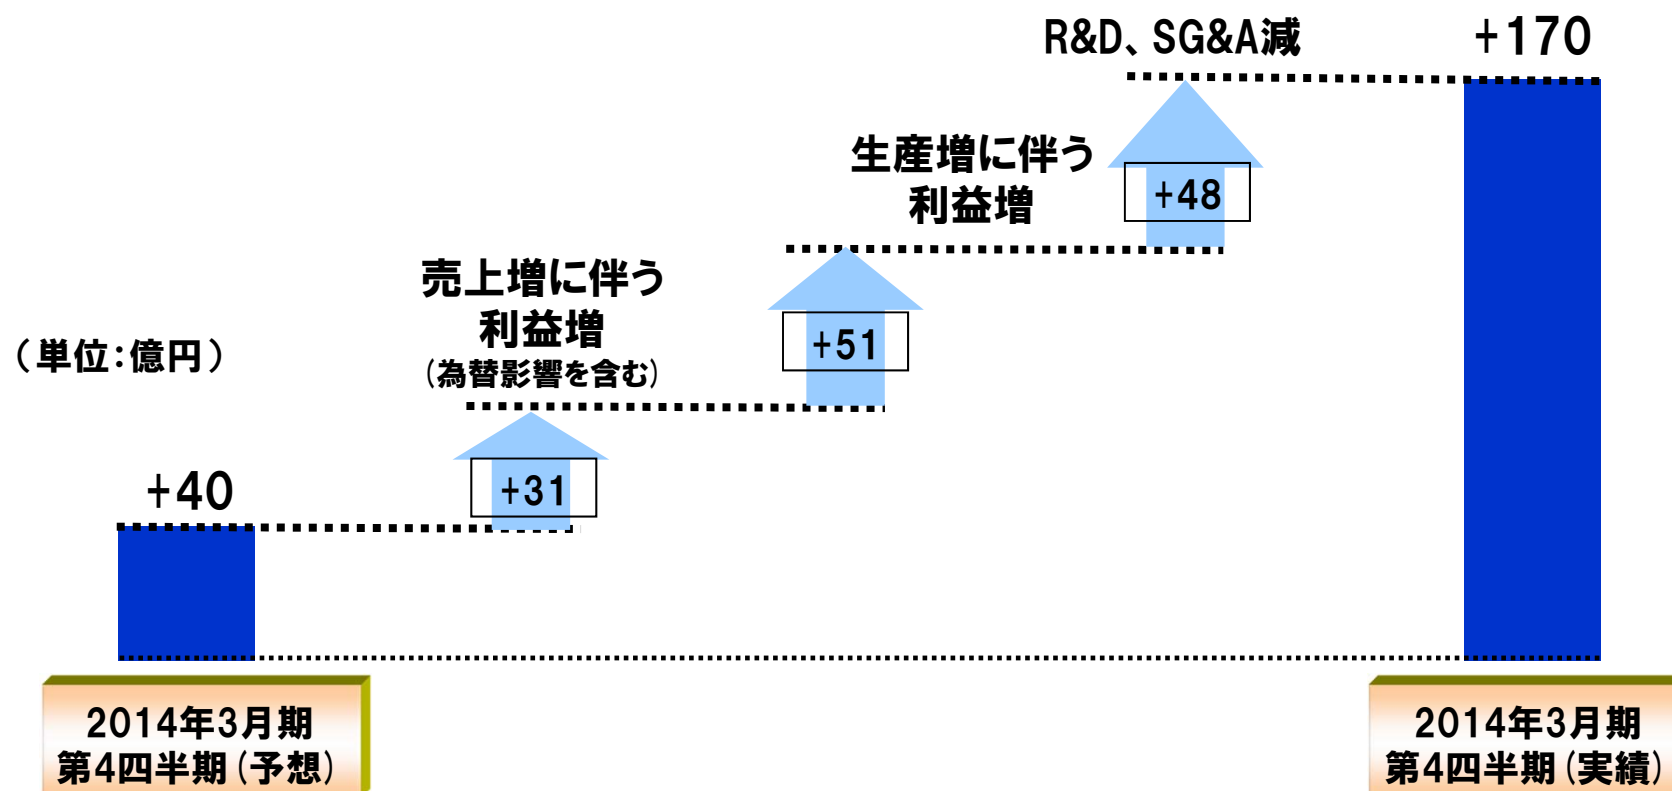 R&D、SG&A減
+170
生産増に伴う
利益増
+48
売上増に伴う
利益増
(為替影響を含む)
+51
(単位:億円)
+40
+31
2014年3月期
第4四半期(予想)
2014年3月期
第4四半期(実績)